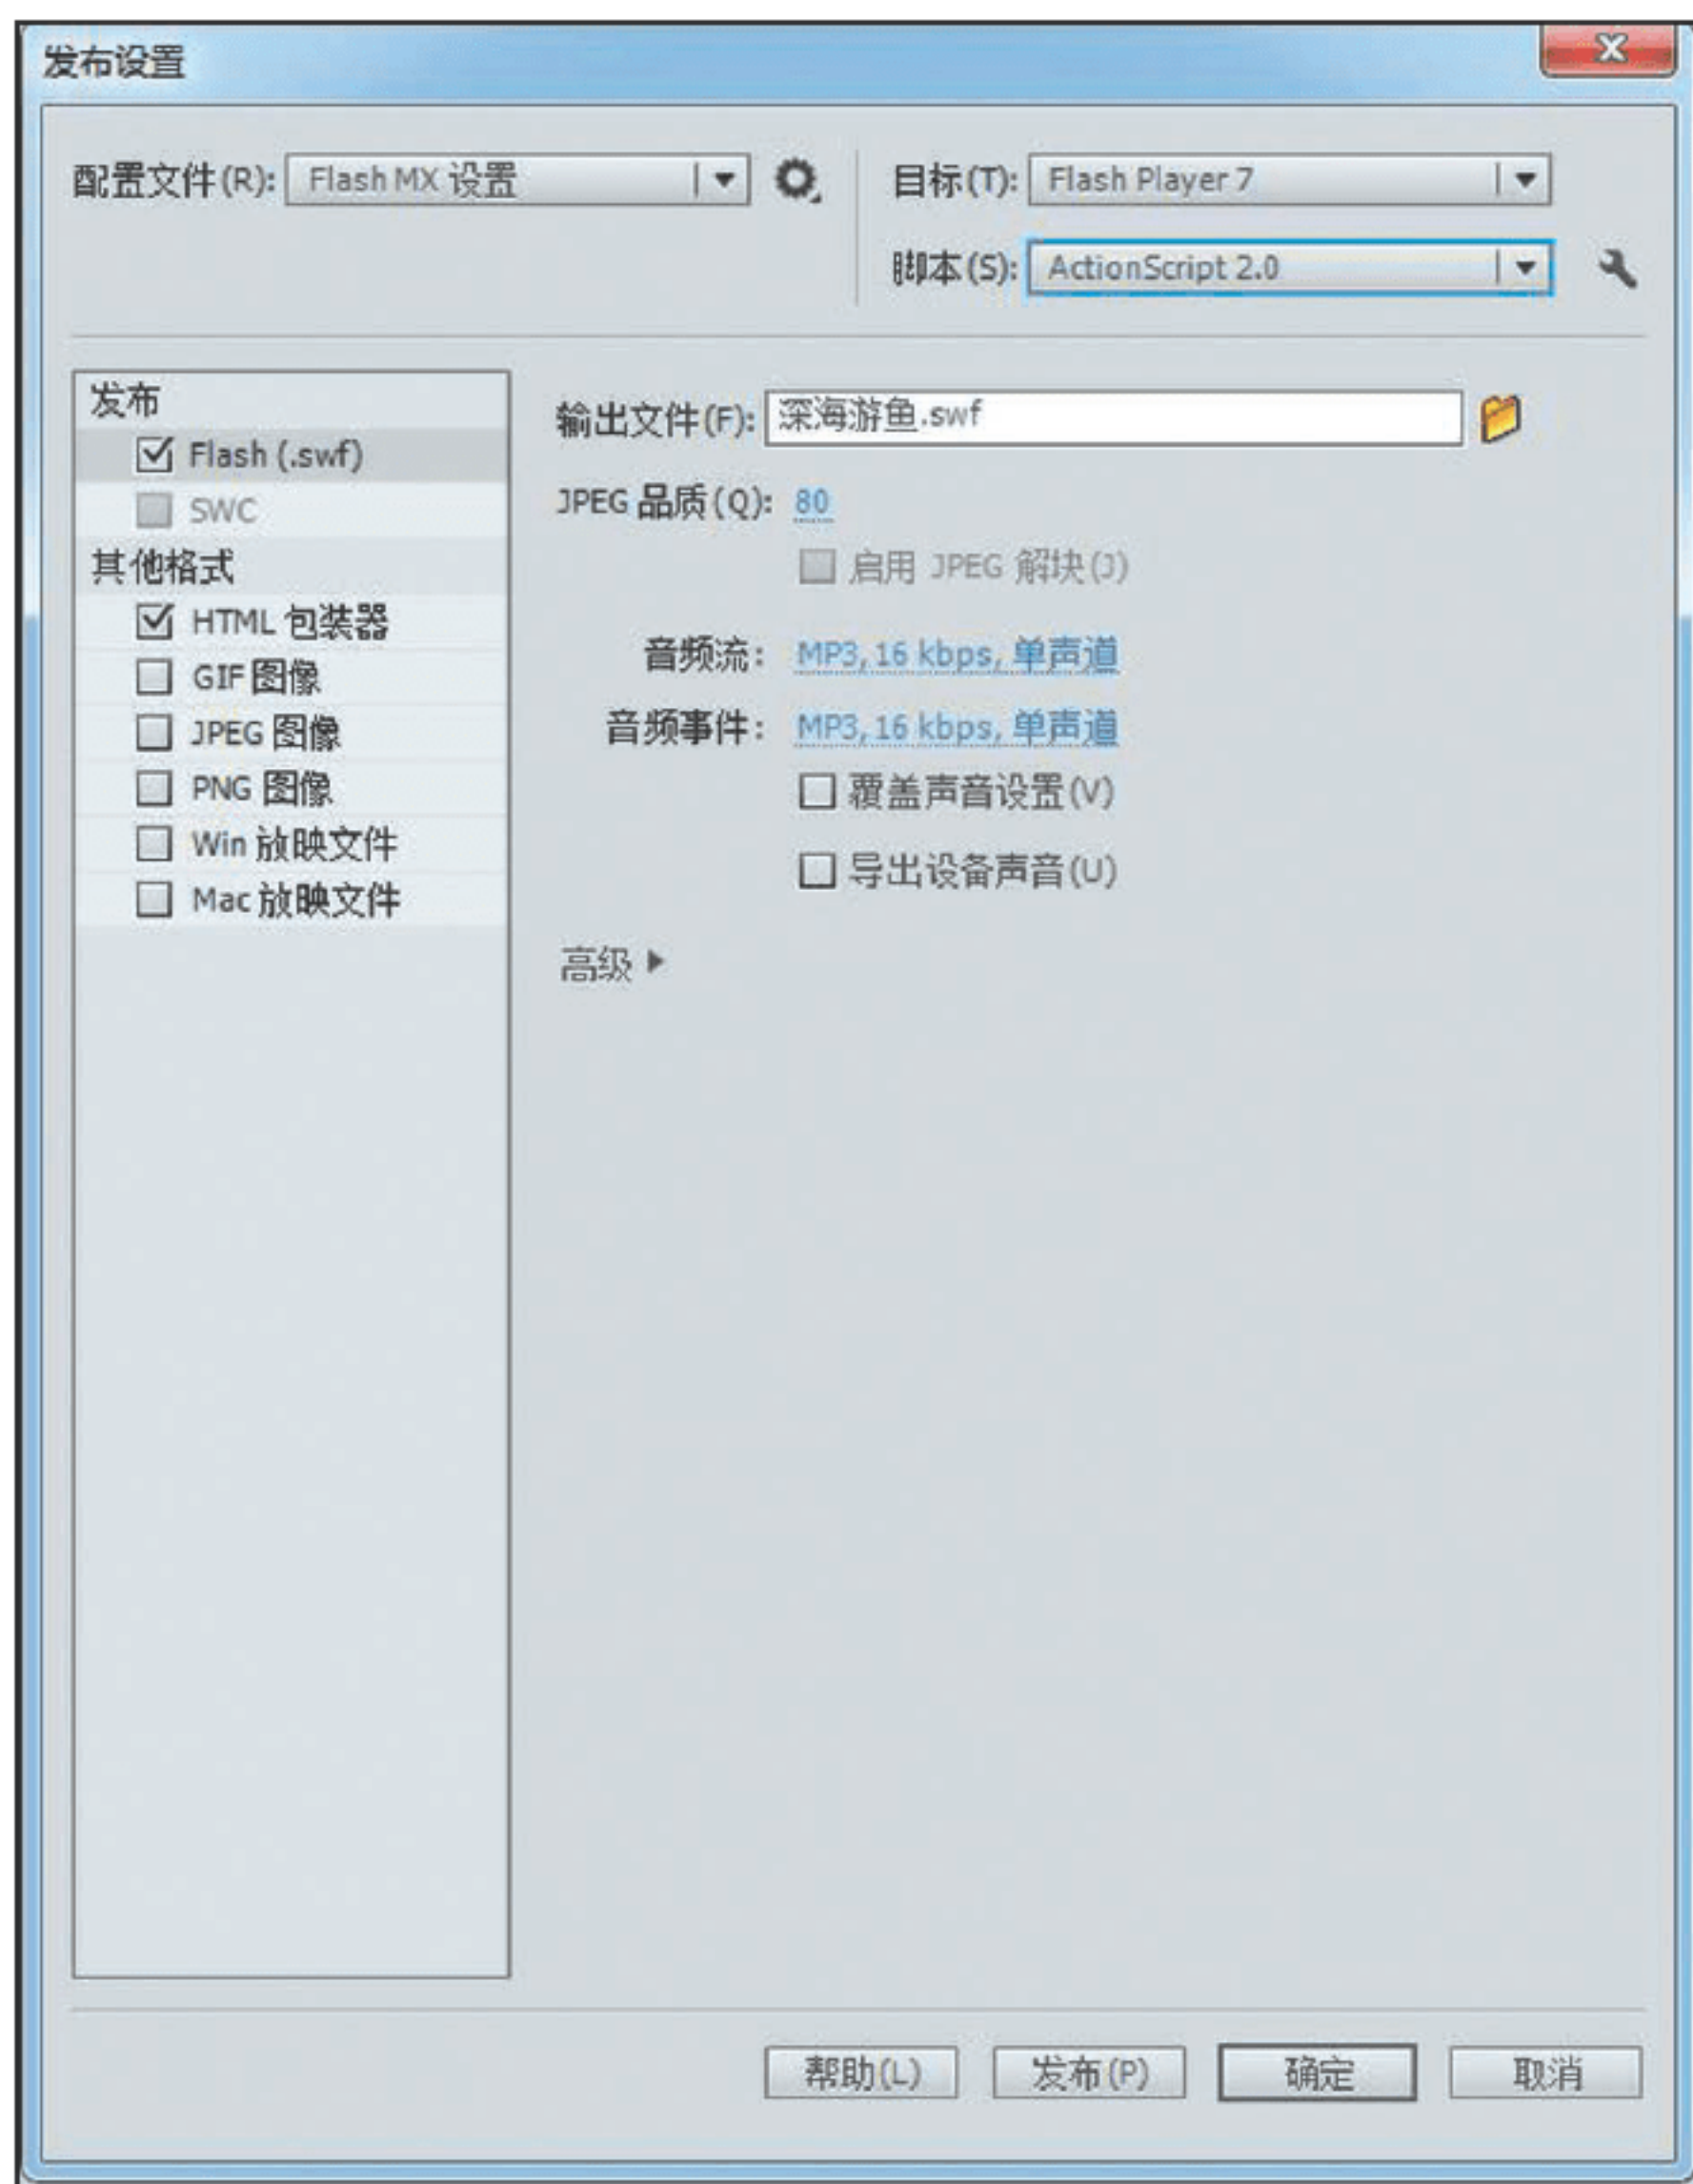 发布设置
配置文件(R): Flash MX 设置
目标(T): Flash Player 7
脚本(S): ActionScript 2.0
发布
Flash (.swf)
SWC
其他格式
HTML 包装器
GIF 图像
JPEG 图像
PNG 图像
Win 放映文件
Mac 放映文件
输出文件(F): 深海游鱼.swf
JPEG 品质(Q): 80
启用 JPEG 解块(J)
音频流: MP3, 16 kbps, 单声道
音频事件: MP3, 16 kbps, 单声道
覆盖声音设置(V)
导出设备声音(U)
高级
帮助(L) 发布(P) 确定 取消